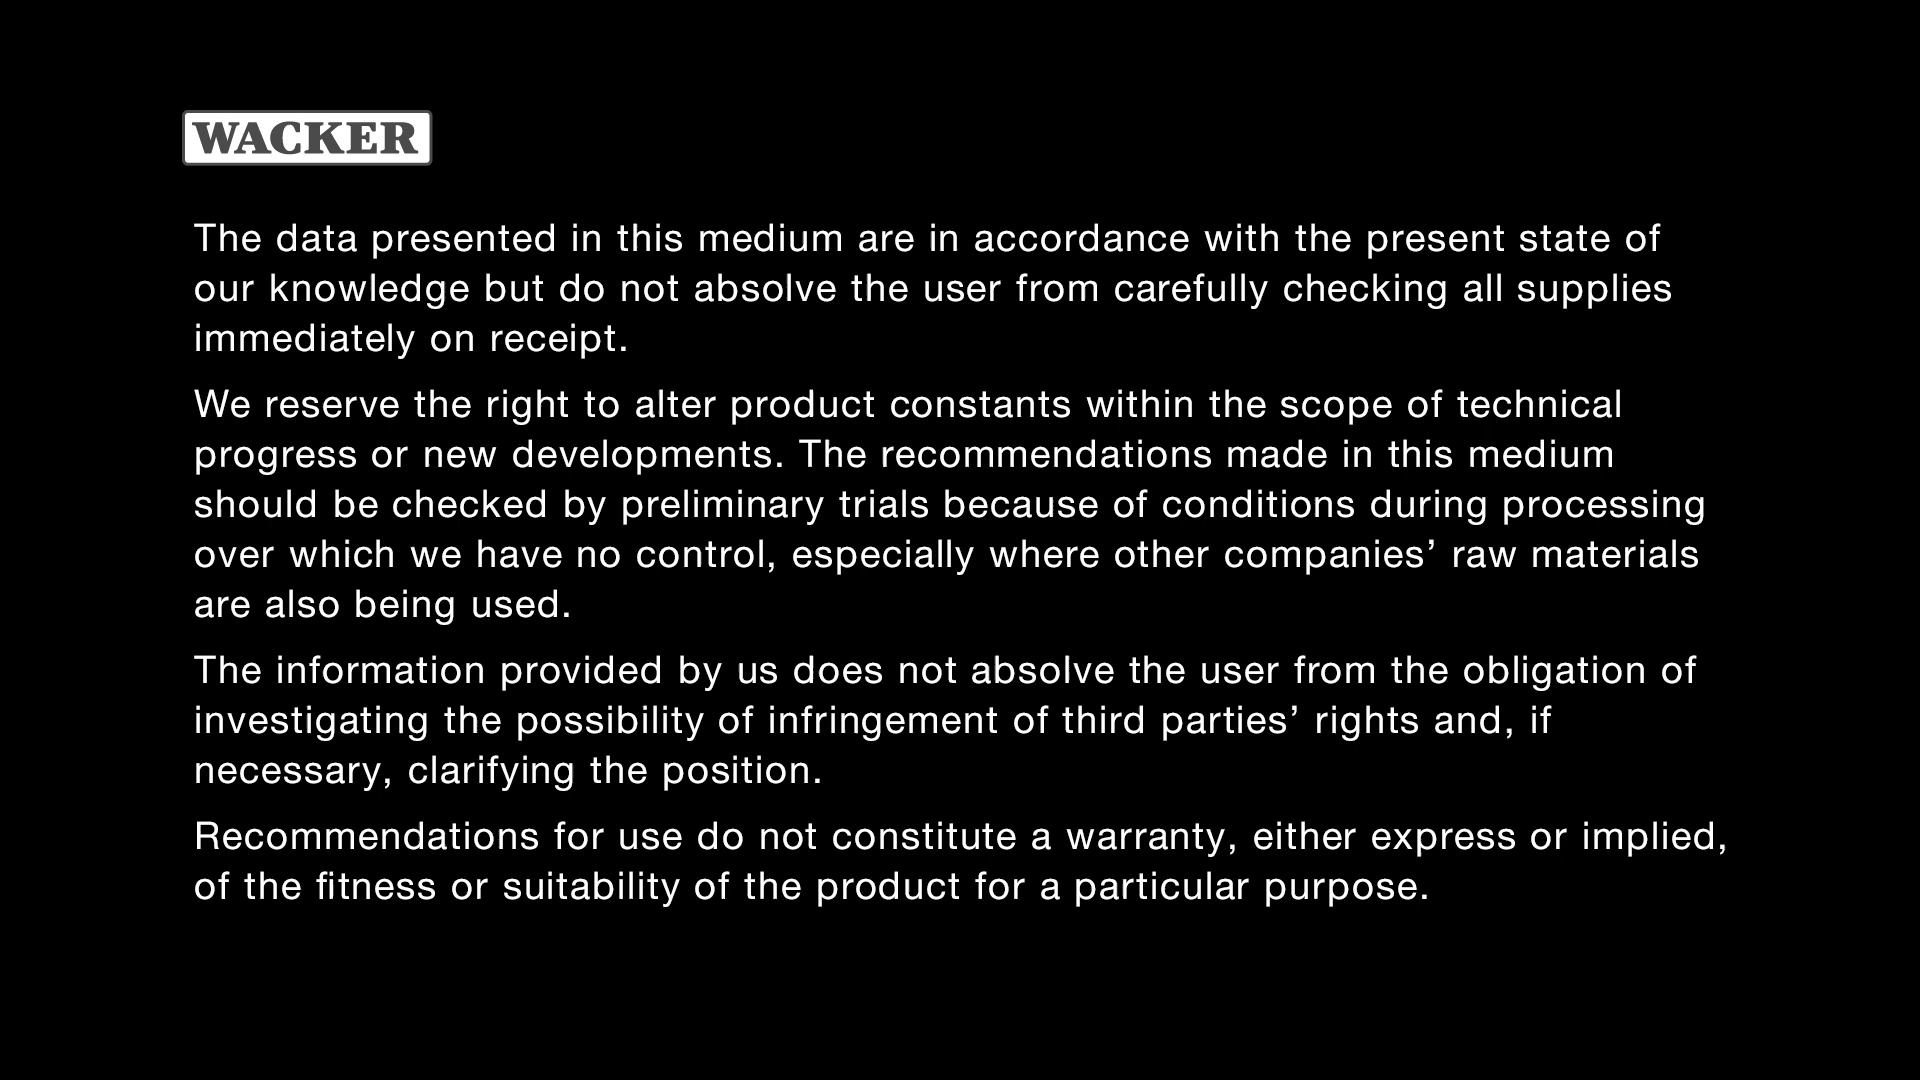 WACKER
The data presented in this medium are in accordance with the present state of
our knowledge but do not absolve the user from carefully checking all supplies
immediately on receipt.
We reserve the right to alter product constants within the scope of technical
progress or new developments. The recommendations made in this medium
should be checked by preliminary trials because of conditions during processing
over which we have no control, especially where other companies’ raw materials
are also being used.
The information provided by us does not absolve the user from the obligation of
investigating the possibility of infringement of third parties’ rights and, if
necessary, clarifying the position.
Recommendations for use do not constitute a warranty, either express or implied,
of the fitness or suitability of the product for a particular purpose.